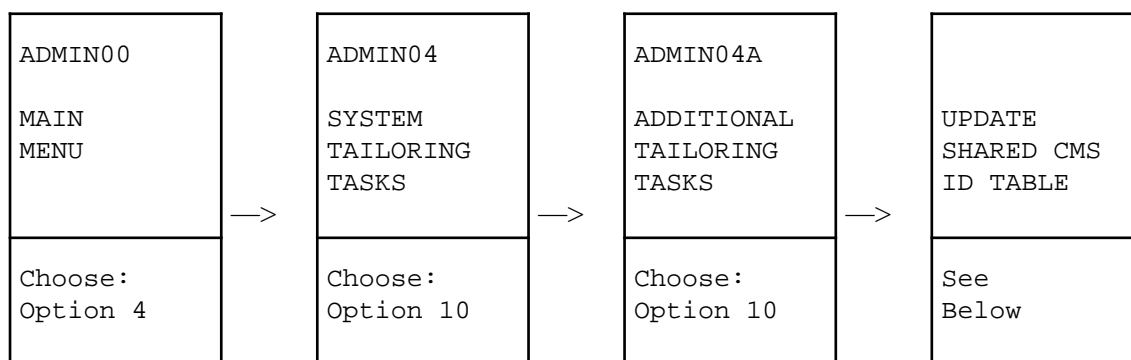 ADMIN00
MAIN
MENU
Choose:
Option 4
—>
ADMIN04
SYSTEM
TAILORING
TASKS
Choose:
Option 10
—>
ADMIN04A
ADDITIONAL
TAILORING
TASKS
Choose:
Option 10
—>
UPDATE
SHARED CMS
ID TABLE
See
Below